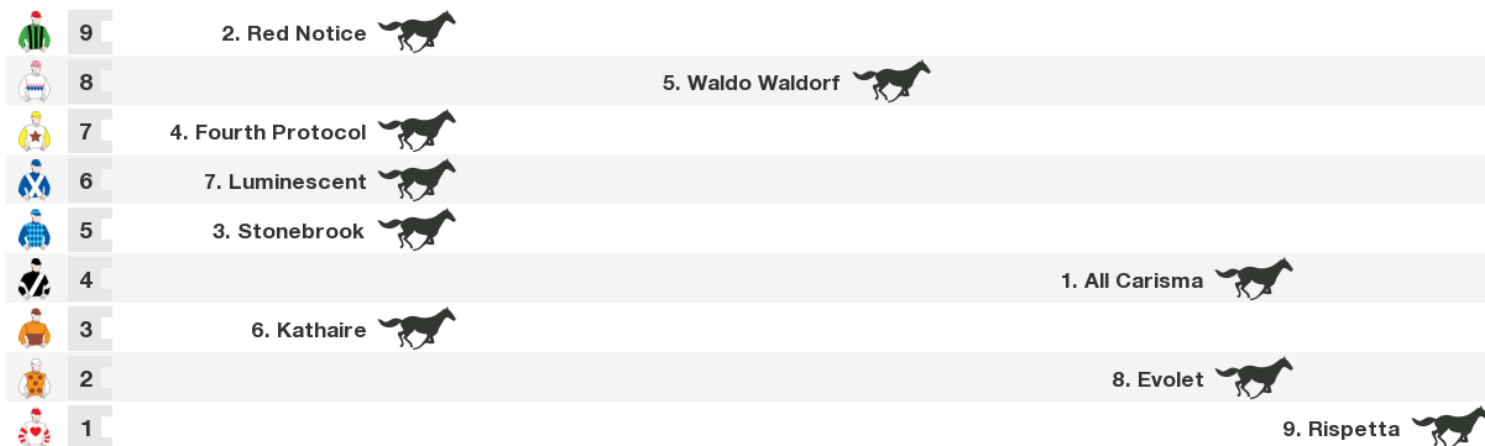 9 2. Red Notice
8 5. Waldo Waldorf
7 4. Fourth Protocol
6 7. Luminescent
5 3. Stonebrook
4 1. All Carisma
3 6. Kathaire
2 8. Evolet
1 9. Rispetta